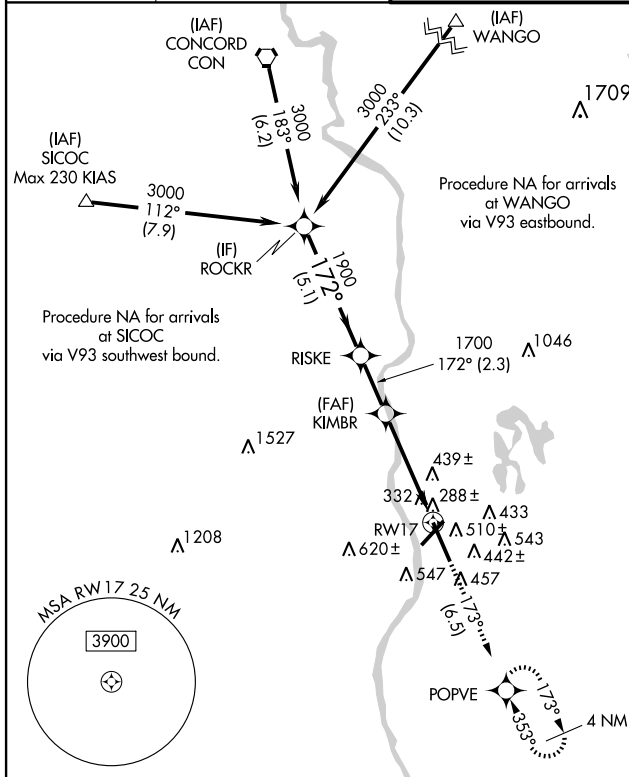 (IAF)
CONCORD
CON
(IAF)
WANGO
1709
3000
183°
(6.2)
3000
233°
(10.3)
(IAF)
SICOC
Max 230 KIAS
3000
112°
(7.9)
Procedure NA for arrivals
at WANGO
via V93 eastbound.
(IF)
ROCKR
1900
172°
(5.1)
Procedure NA for arrivals
at SICOC
via V93 southwest bound.
RISKE
1700
172° (2.3)
1046
(FAF)
KIMBR
1527
439±
332
288±
433
RW17
510±
543
1208
620±
442±
547
457
MSA RW17 25 NM
3900
173°
(6.5)
POPVE
173°
353°
4 NM